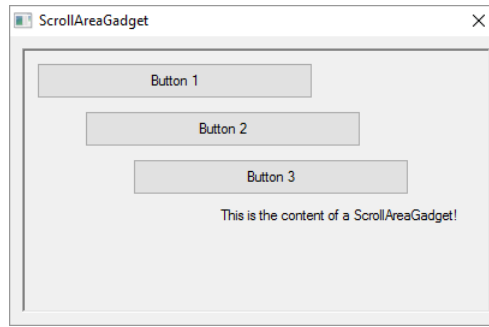 ScrollAreaGadget
Button 1
Button 2
Button 3
This is the content of a ScrollAreaGadget!